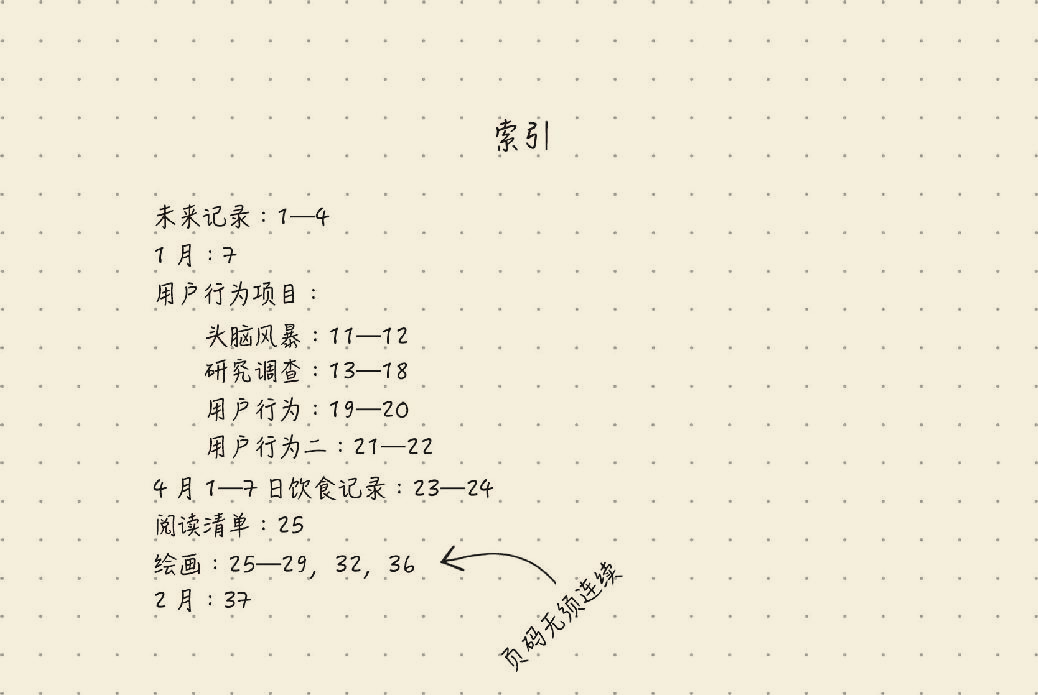 索引
未来记录：1—4
1 月：7
用户行为项目：
头脑风暴：11—12
研究调查：13—18
用户行为：19—20
用户行为二：21—22
4 月 1—7 日饮食记录：23—24
阅读清单：25
绘画：25—29, 32, 36
2 月：37
页码无须连续